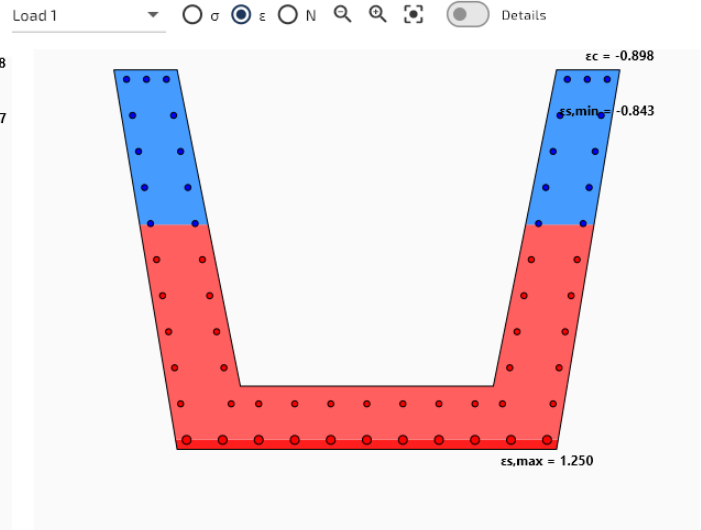 Load 1 σ ε N Details
8
εc = -0.898
εs,min = -0.843
7
εs,max = 1.250